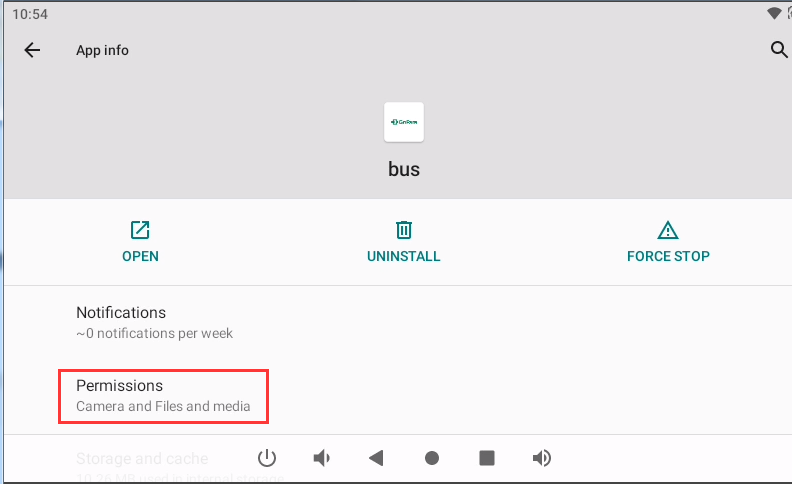 10:54
App info
bus
OPEN
UNINSTALL
FORCE STOP
Notifications
~0 notifications per week
Permissions
Camera and Files and media
Storage and cache